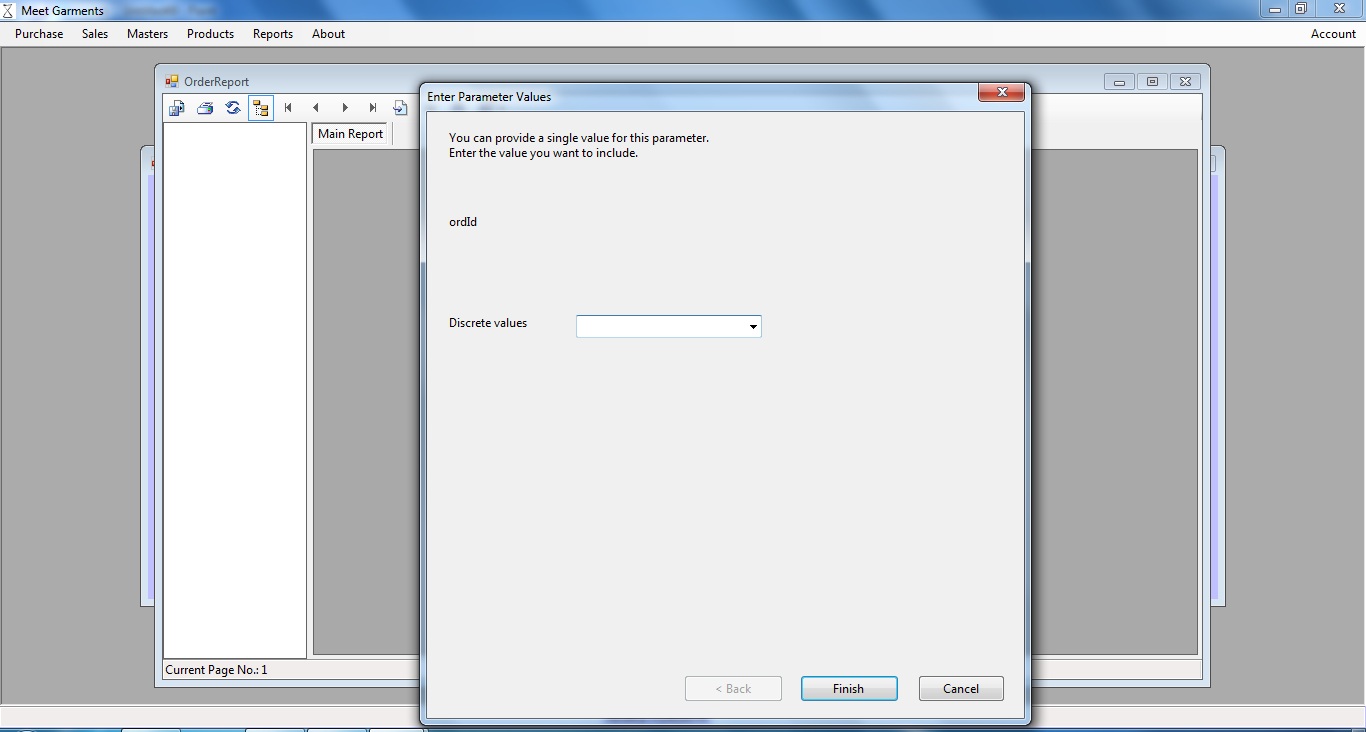 Meet Garments
Purchase Sales Masters Products Reports About Account
OrderReport
Enter Parameter Values
Main Report
You can provide a single value for this parameter.
Enter the value you want to include.
ordId
Discrete values
Current Page No.: 1
< Back Finish Cancel